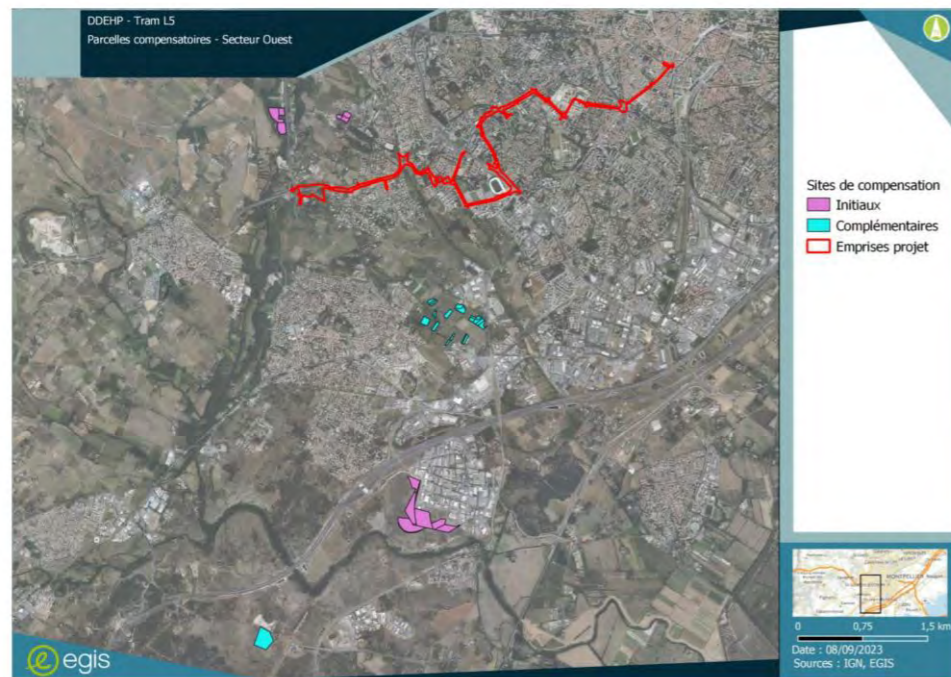 DDEHP - Tram L5
Parcelles compensatoires - Secteur Ouest
Sites de compensation
Initiaux
Complémentaires
Emprises projet
MONTPELLIER
0 0,75 1,5 km
Date : 08/09/2023
Sources : IGN, EGIS
egis